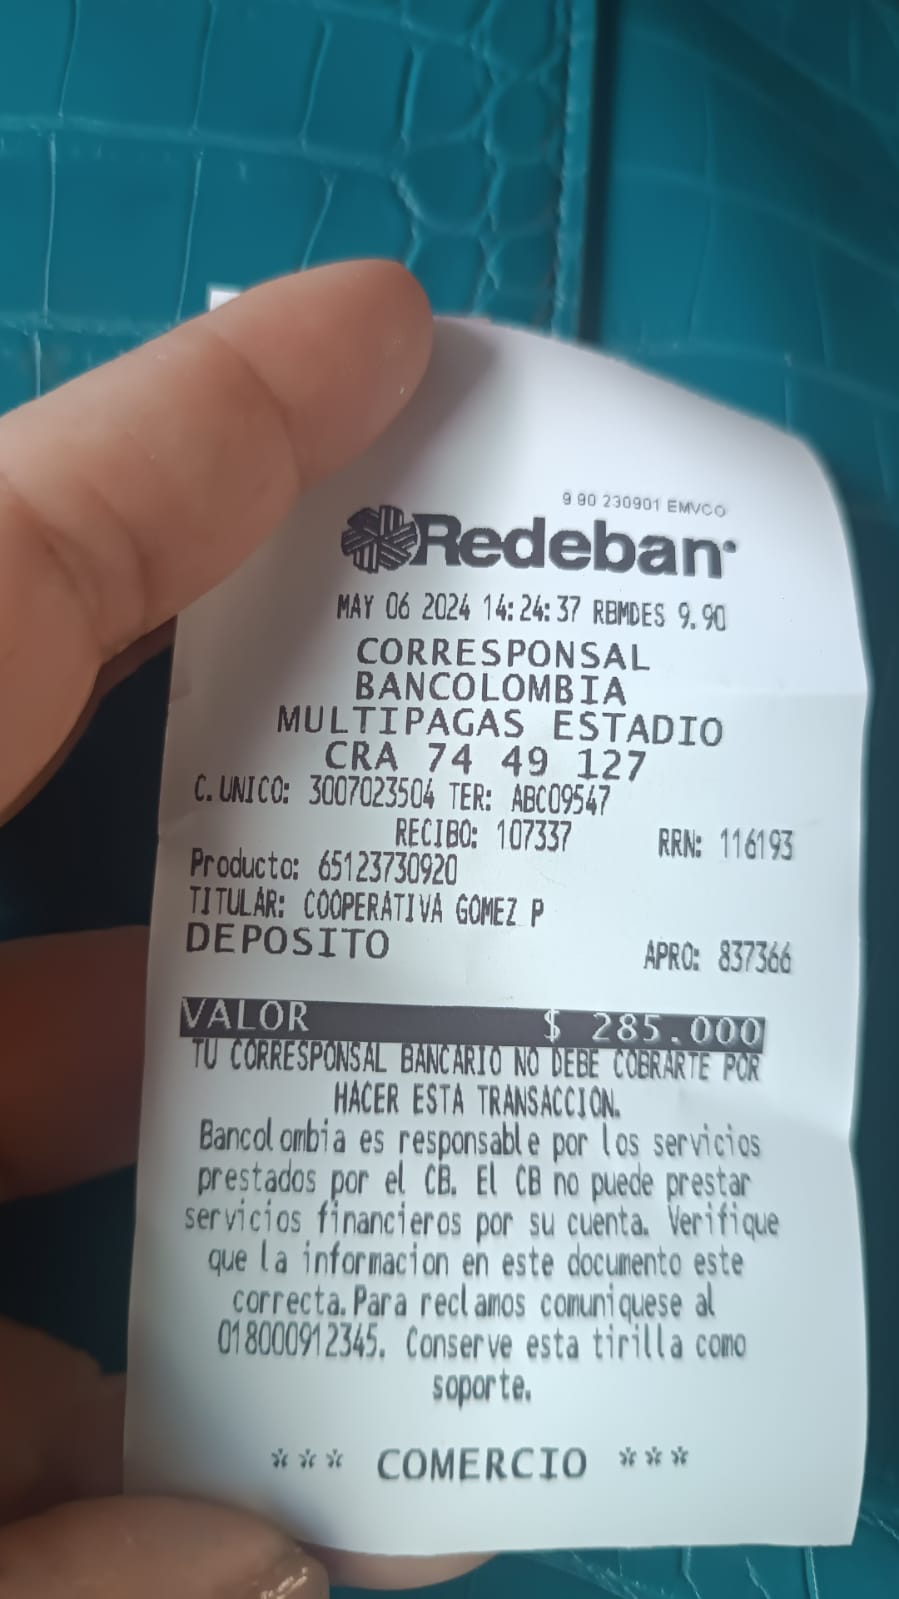 9 90 230901 EMVCO
Redeban
MAY 06 2024 14:24:37 RBMDES 9.90
CORRESPONSAL
BANCOLOMBIA
MULTIPAGAS ESTADIO
CRA 74 49 127
C. UNICO: 3007023504 TER: ABC09547
RECIBO: 107337 RRN: 116193
Producto: 65123730920
TITULAR: COOPERATIVA GOMEZ P
DEPOSITO APRO: 837366
VALOR $ 285.000
TU CORRESPONSAL BANCARIO NO DEBE COBRARTE POR
HACER ESTA TRANSACCION.
Bancolombia es responsable por los servicios
prestados por el CB. El CB no puede prestar
servicios financieros por su cuenta. Verifique
que la informacion en este documento este
correcta.Para reclamos comuniquese al
018000912345. Conserve esta tirilla como
soporte.
*** COMERCIO ***